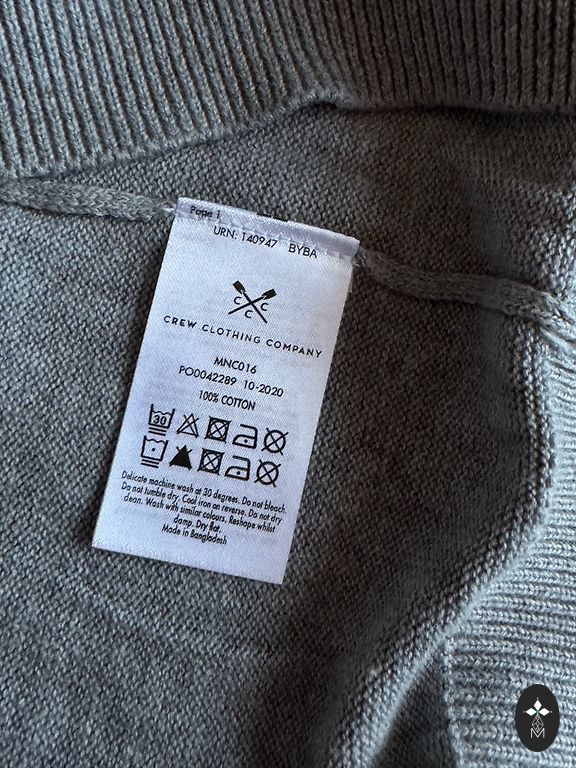 Page 1
URN: 140947 BYBA
C C
C
CREW CLOTHING COMPANY
MNC016
PO0042289 10-2020
100% COTTON
30
Delicate machine wash at 30 degrees. Do not bleach.
Do not tumble dry. Cool iron on reverse. Do not dry
clean. Wash with similar colours. Reshape whilst
damp. Dry flat.
Made in Bangladesh
M